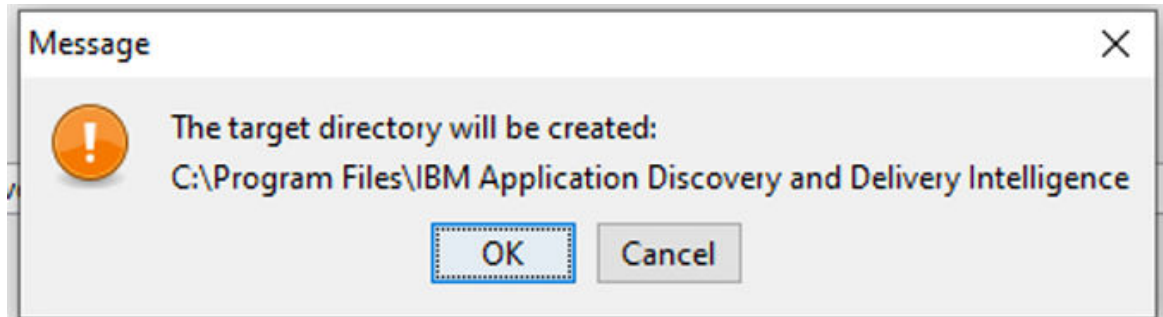 Message
The target directory will be created:
C:\Program Files\IBM Application Discovery and Delivery Intelligence
OK
Cancel